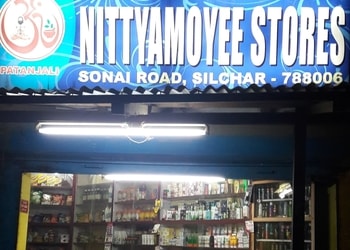 NITTYAMOYEE STORES
PATANJALI
SONAI ROAD, SILCHAR - 788006